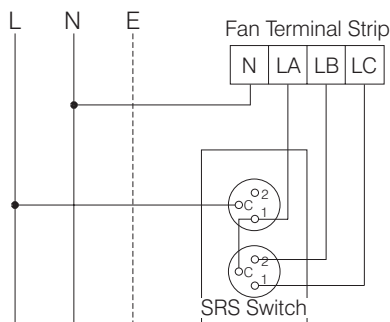 L N E
Fan Terminal Strip
N LA LB LC
2
C
1
2
C
1
SRS Switch